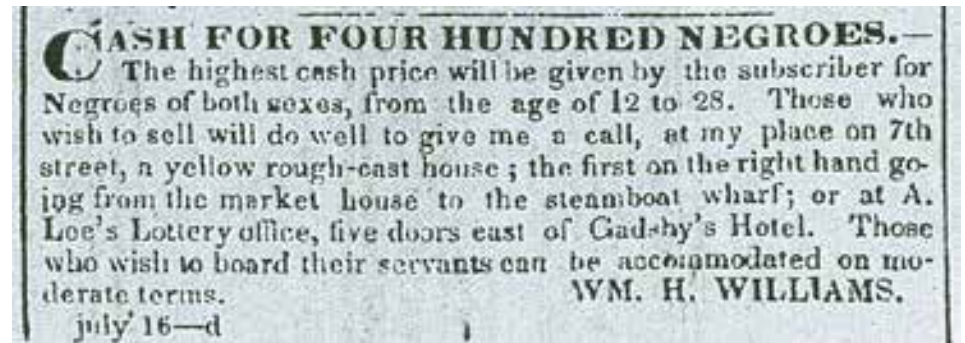 CASH FOR FOUR HUNDRED NEGROES.—
The highest cash price will be given by the subscriber for
Negroes of both sexes, from the age of 12 to 28. Those who
wish to sell will do well to give me a call, at my place on 7th
street, a yellow rough-cast house; the first on the right hand go-
ing from the market house to the steamboat wharf; or at A.
Lee's Lottery office, five doors east of Gadsby's Hotel. Those
who wish to board their servants can be accommodated on mo-
derate terms. WM. H. WILLIAMS.
july 16—d